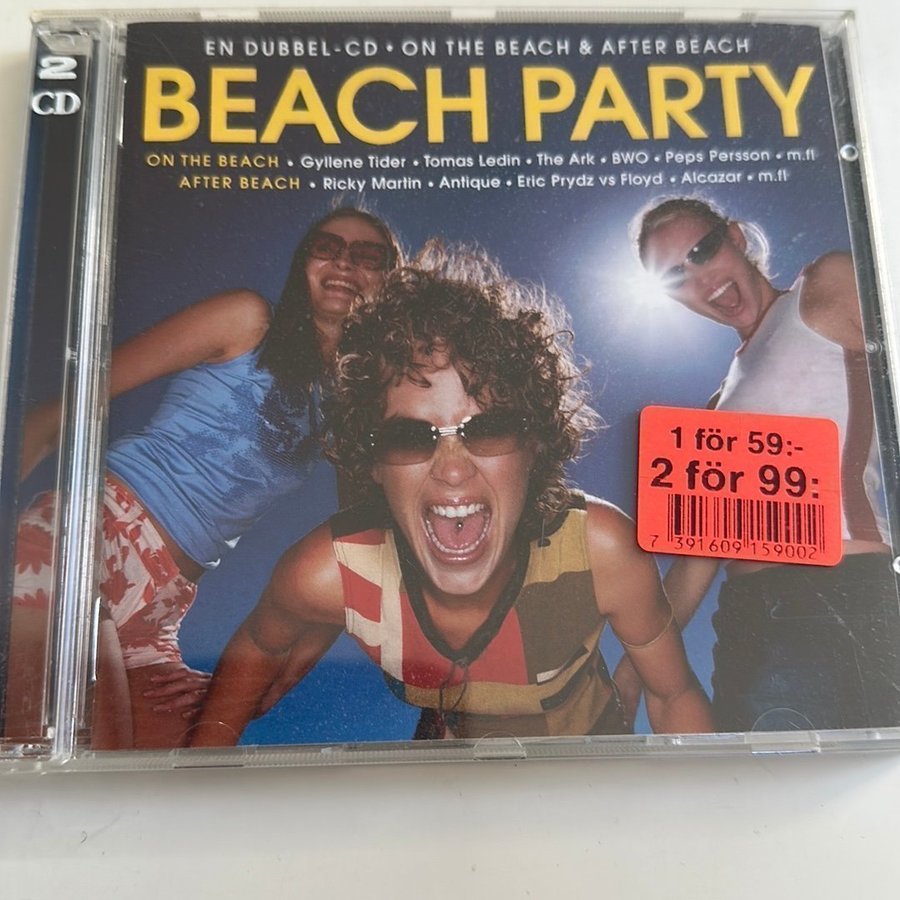 2
CD
EN DUBBEL-CD • ON THE BEACH & AFTER BEACH
BEACH PARTY
ON THE BEACH • Gyllene Tider • Tomas Ledin • The Ark • BWO • Peps Persson • m.fl
AFTER BEACH • Ricky Martin • Antique • Eric Prydz vs Floyd • Alcazar • m.fl
1 för 59:-
2 för 99:
7 391609 159002